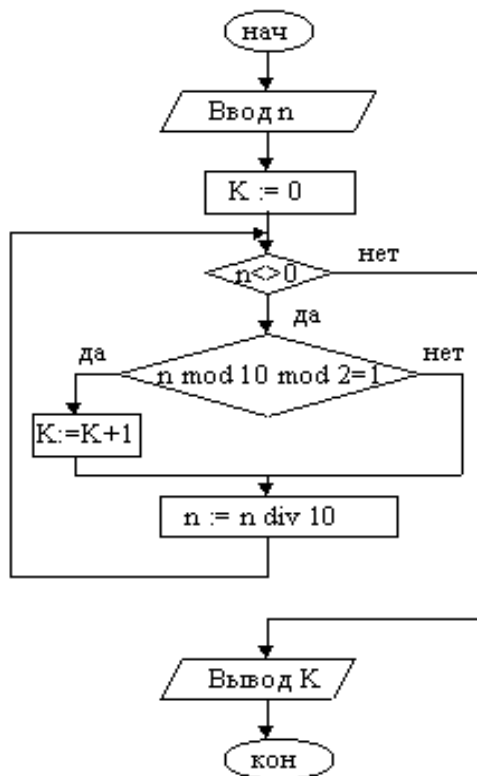 нач
Ввод n
K := 0
n<>0
нет
да
да
n mod 10 mod 2=1
нет
K:=K+1
n := n div 10
Вывод K
кон